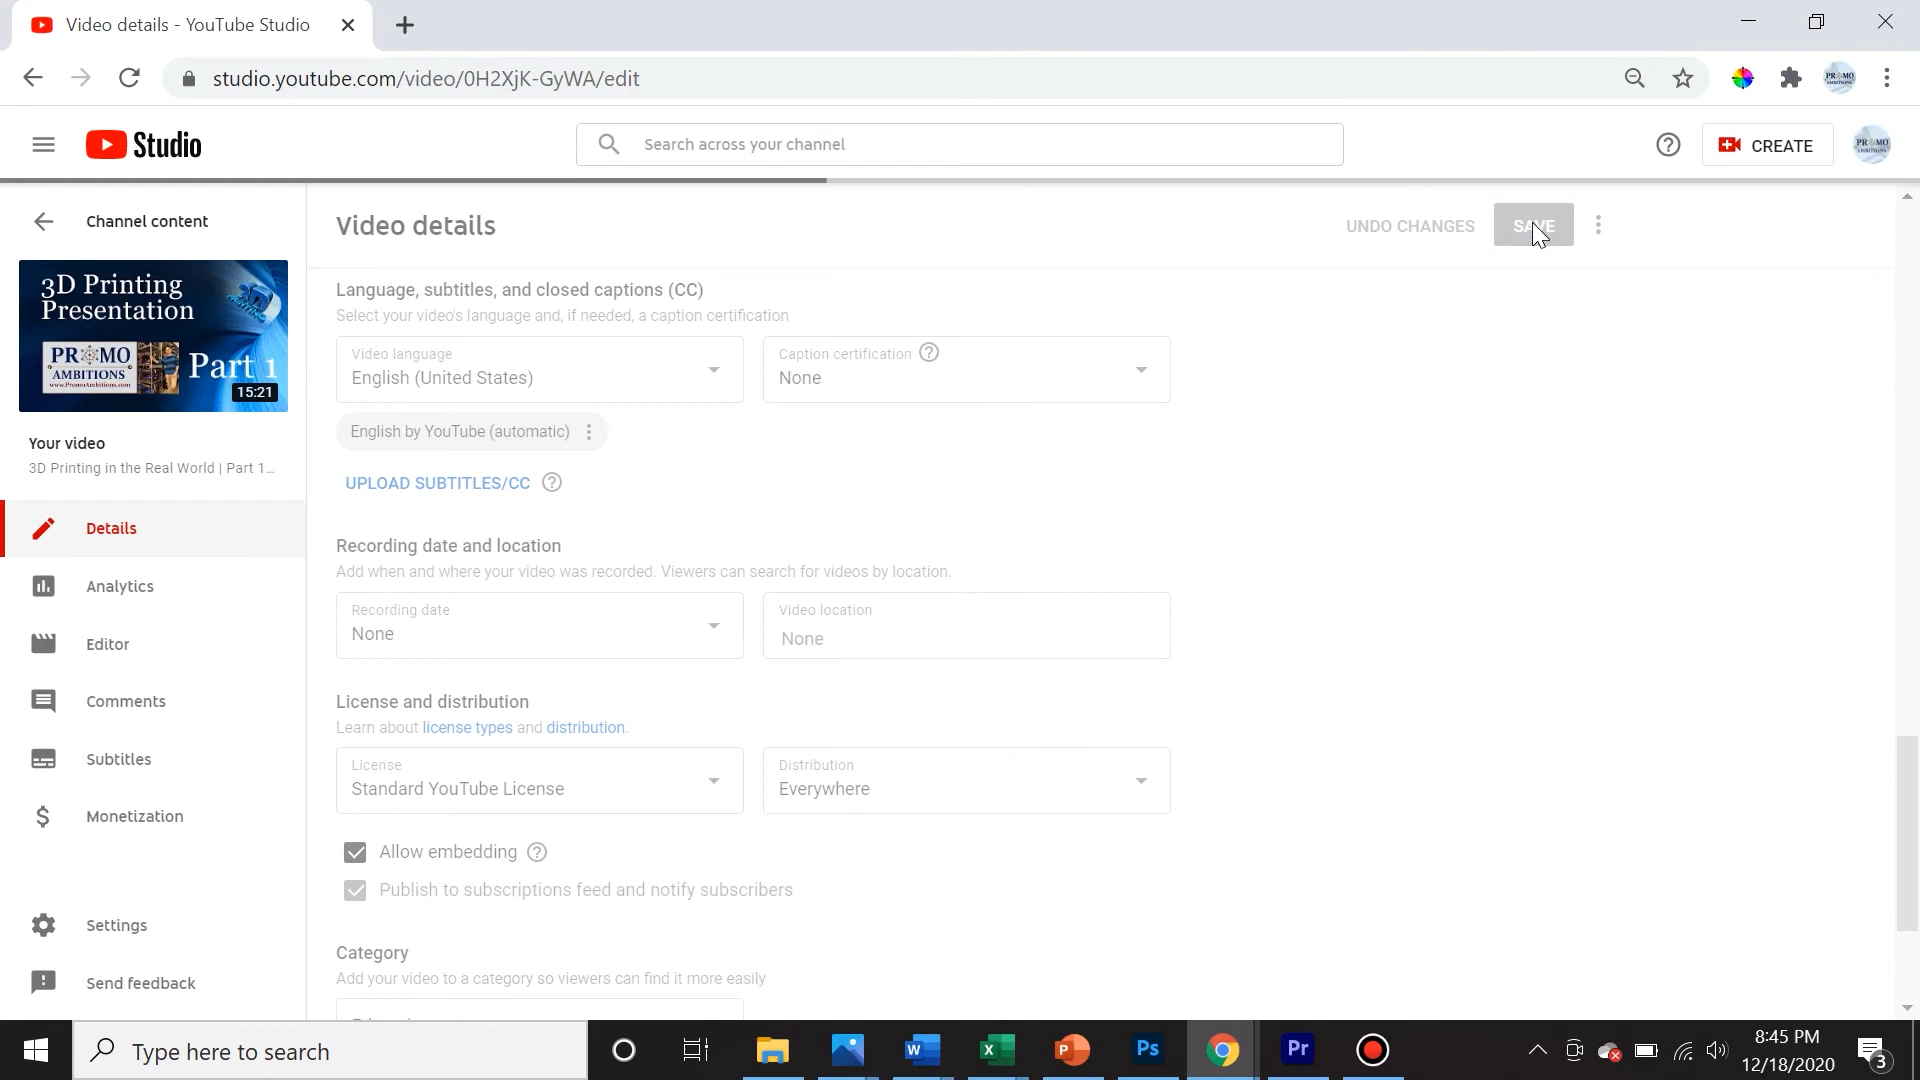 Video details - YouTube Studio
studio.youtube.com/video/0H2XjK-GyWA/edit
Studio
Search across your channel
CREATE
PROMO
AMBITIONS
Channel content
Video details
UNDO CHANGES
SAVE
3D Printing
Presentation
PROMO
AMBITIONS
www.PromoAmbitions.com
Part 1
15:21
Your video
3D Printing in the Real World | Part 1...
Details
Analytics
Editor
Comments
Subtitles
Monetization
Settings
Send feedback
Language, subtitles, and closed captions (CC)
Select your video's language and, if needed, a caption certification
Video language
English (United States)
Caption certification
None
English by YouTube (automatic)
UPLOAD SUBTITLES/CC
Recording date and location
Add when and where your video was recorded. Viewers can search for videos by location.
Recording date
None
Video location
None
License and distribution
Learn about license types and distribution.
License
Standard YouTube License
Distribution
Everywhere
Allow embedding
Publish to subscriptions feed and notify subscribers
Category
Add your video to a category so viewers can find it more easily
Type here to search
8:45 PM
12/18/2020
3